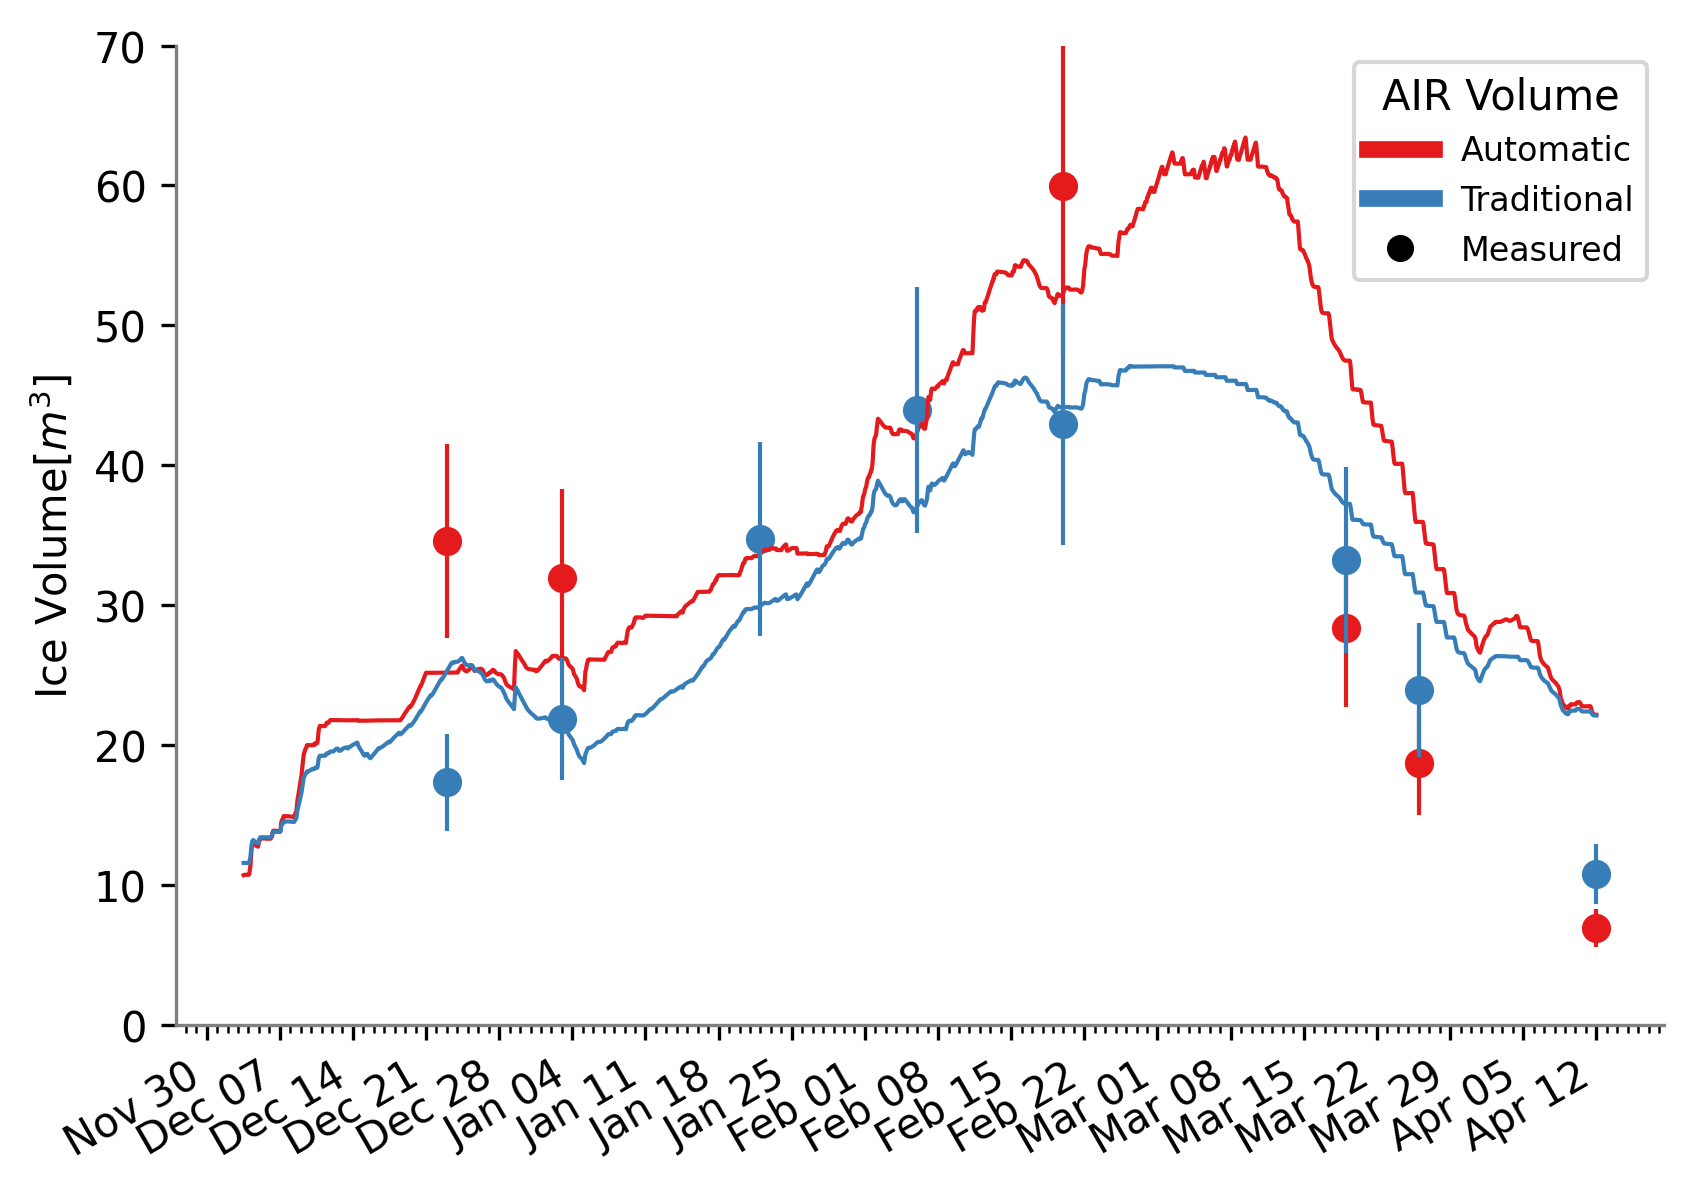 70
60
50
40
30
20
10
0
Ice Volume[m³]
AIR Volume
Automatic
Traditional
Measured
Nov 30
Dec 07
Dec 14
Dec 21
Dec 28
Jan 04
Jan 11
Jan 18
Jan 25
Feb 01
Feb 08
Feb 15
Feb 22
Mar 01
Mar 08
Mar 15
Mar 22
Mar 29
Apr 05
Apr 12